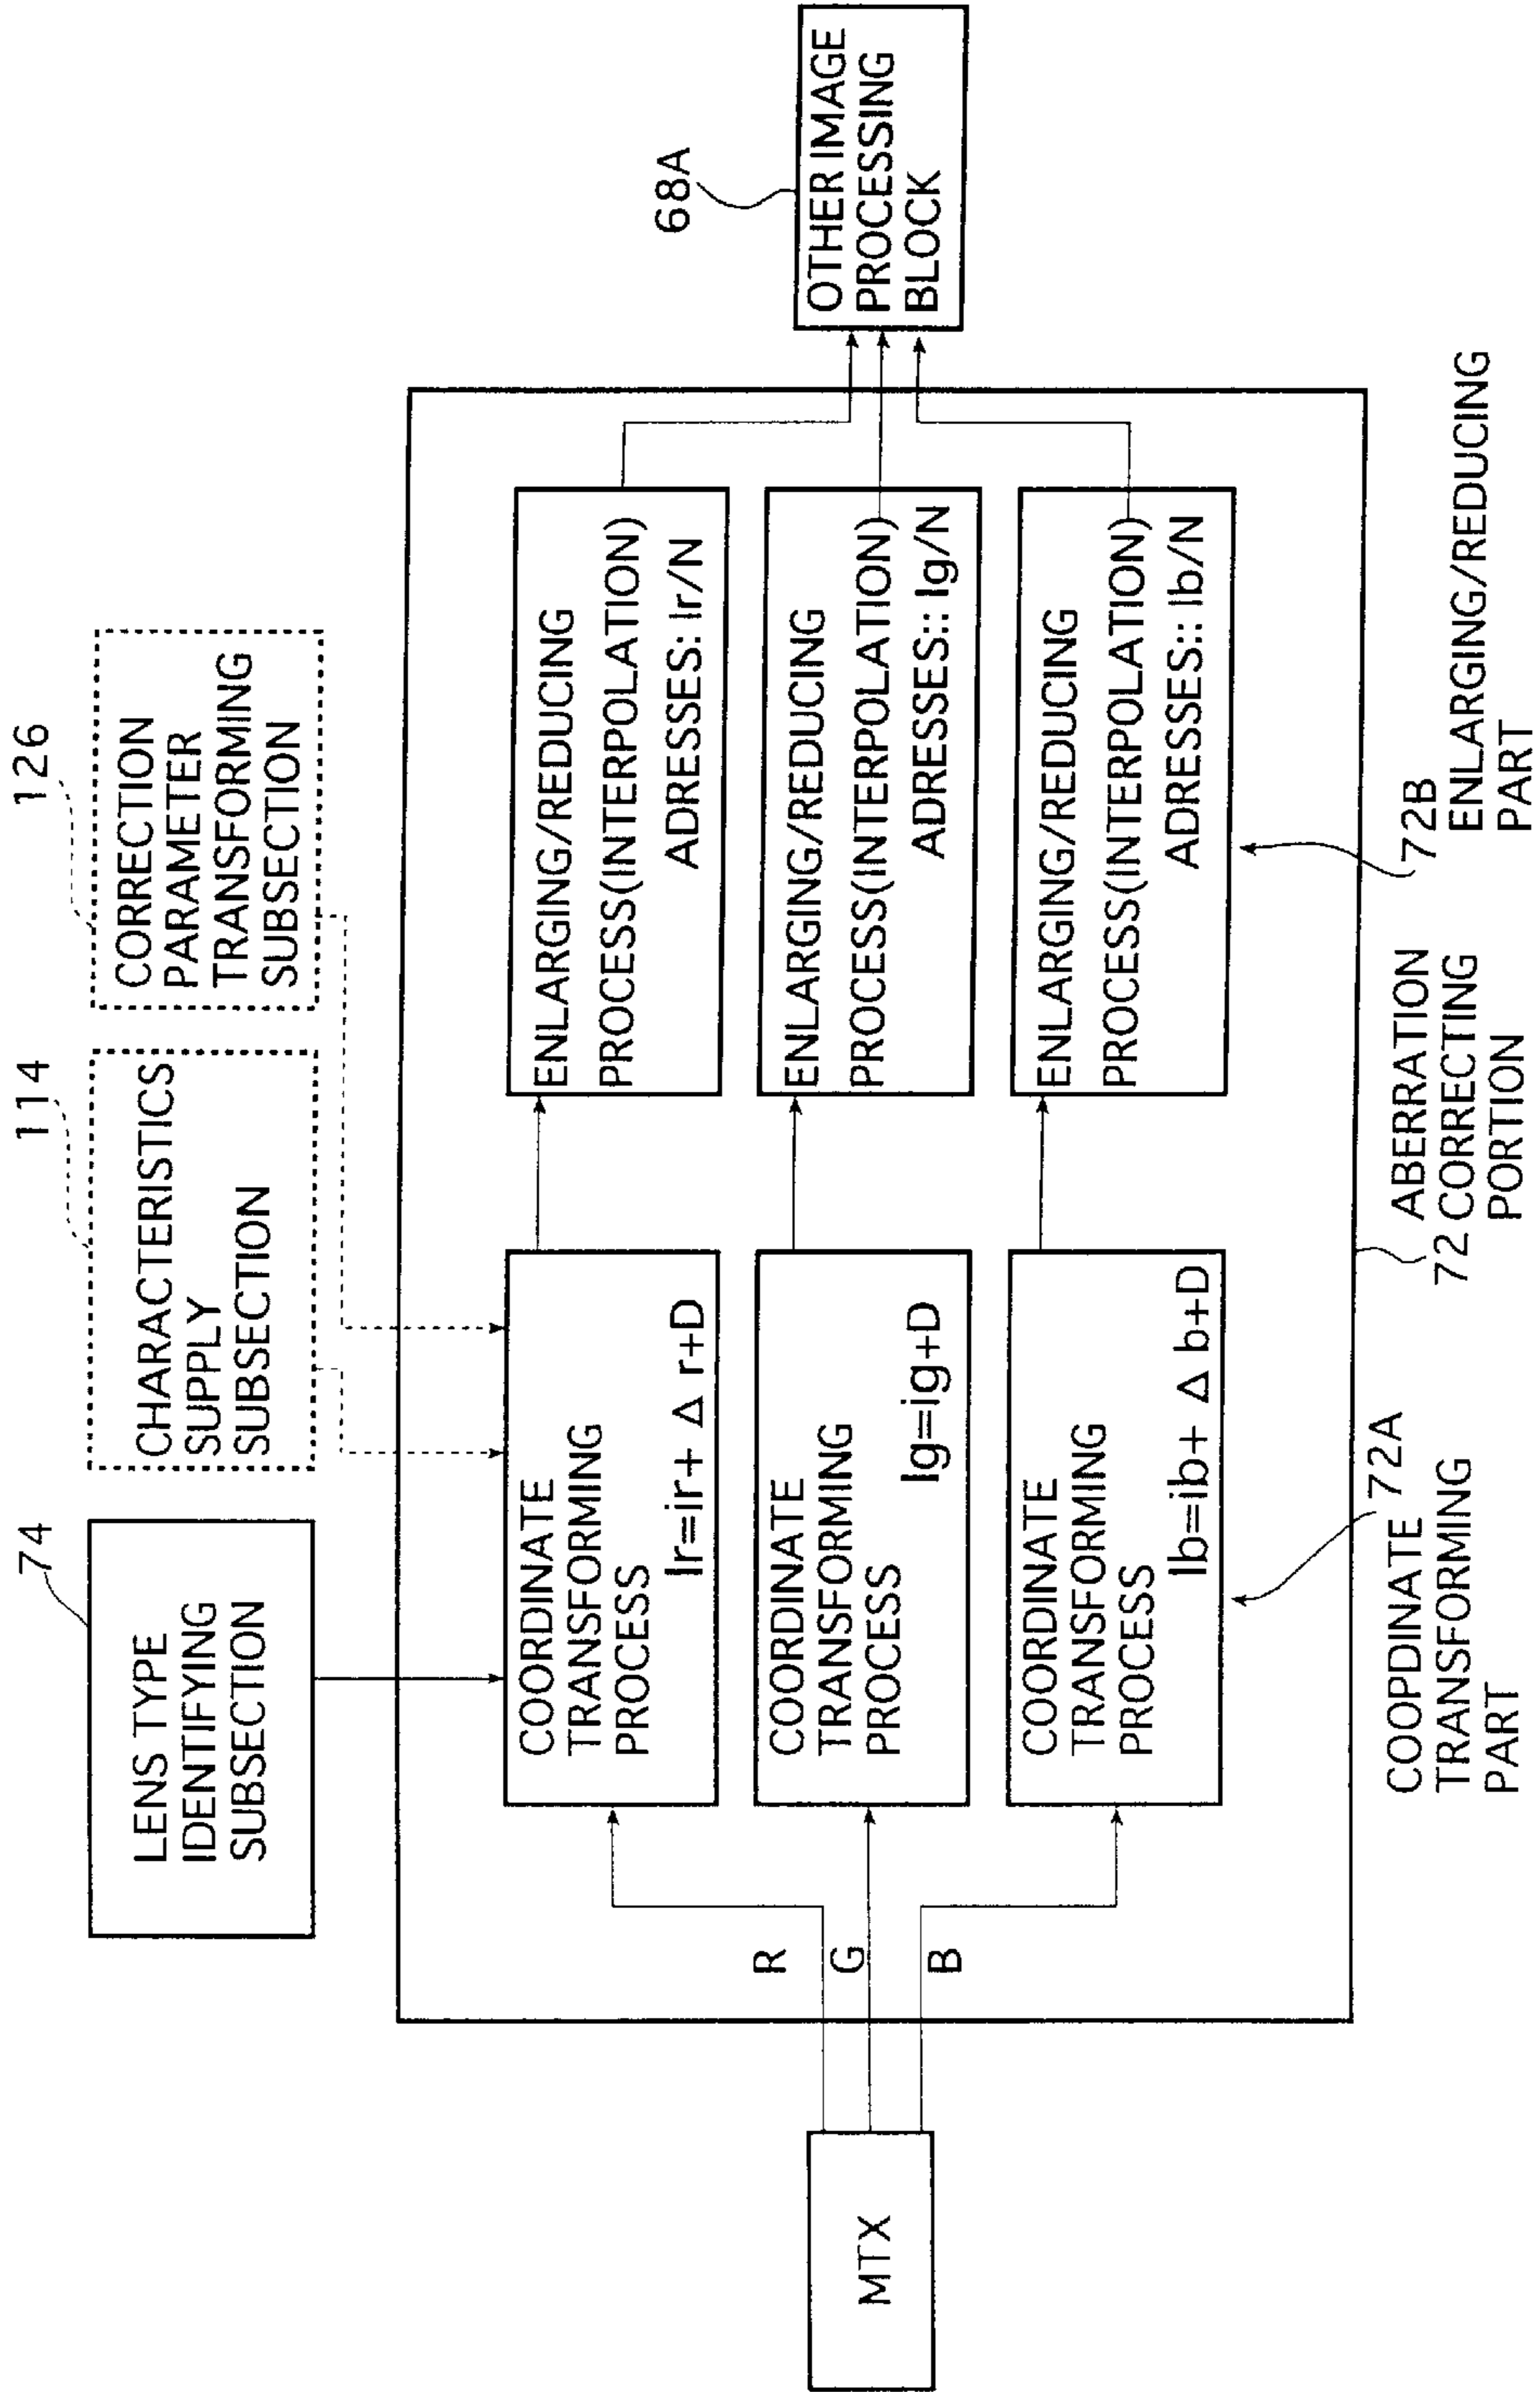 74
LENS TYPE
IDENTIFYING
SUBSECTION
114
CHARACTERISTICS
SUPPLY
SUBSECTION
126
CORRECTION
PARAMETER
TRANSFORMING
SUBSECTION
MTX
R
G
B
COORDINATE
TRANSFORMING
PROCESS
Ir=ir+ Δ r+D
COORDINATE
TRANSFORMING
PROCESS
Ig=ig+D
COORDINATE
TRANSFORMING
PROCESS
Ib=ib+ Δ b+D
ENLARGING/REDUCING
PROCESS(INTERPOLATION)
ADRESSES: Ir/N
ENLARGING/REDUCING
PROCESS(INTERPOLATION)
ADRESSES:: Ig/N
ENLARGING/REDUCING
PROCESS(INTERPOLATION)
ADRESSES:: Ib/N
68A
OTHER IMAGE
PROCESSING
BLOCK
72A
COOPDINATE
TRANSFORMING
PART
72
ABERRATION
CORRECTING
PORTION
72B
ENLARGING/REDUCING
PART